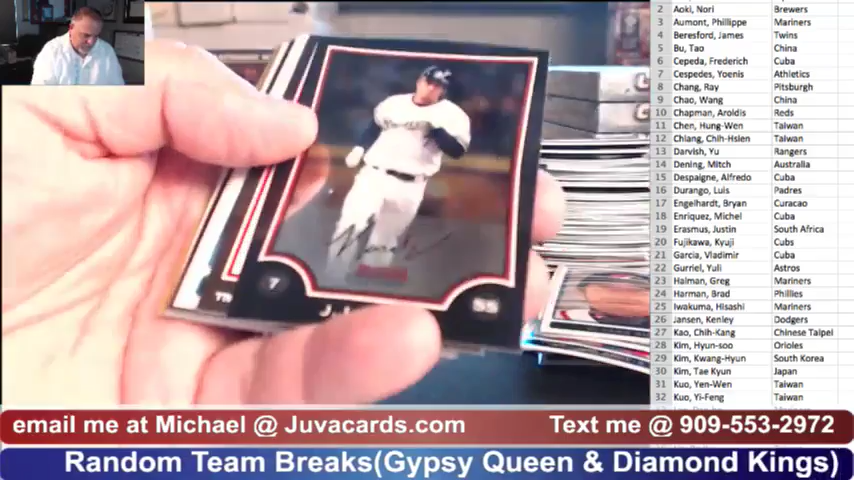 2 Aoki, Nori Brewers
3 Aumont, Phillippe Mariners
4 Beresford, James Twins
5 Bu, Tao China
6 Cepeda, Frederich Cuba
7 Cespedes, Yoenis Athletics
8 Chang, Ray Pitsburgh
9 Chao, Wang China
10 Chapman, Aroldis Reds
11 Chen, Hung-Wen Taiwan
12 Chiang, Chih-Hsien Taiwan
13 Darvish, Yu Rangers
14 Dening, Mitch Australia
15 Despaigne, Alfredo Cuba
16 Durango, Luis Padres
17 Engelhardt, Bryan Curacao
18 Enriquez, Michel Cuba
19 Erasmus, Justin South Africa
20 Fujikawa, Kyuji Cubs
21 Garcia, Vladimir Cuba
22 Gurriel, Yuli Astros
23 Halman, Greg Mariners
24 Harman, Brad Phillies
25 Iwakuma, Hisashi Mariners
26 Jansen, Kenley Dodgers
27 Kao, Chih-Kang Chinese Taipei
28 Kim, Hyun-soo Orioles
29 Kim, Kwang-Hyun South Korea
30 Kim, Tae Kyun Japan
31 Kuo, Yen-Wen Taiwan
32 Kuo, Yi-Feng Taiwan
7 55
email me at Michael @ Juvacards.com Text me @ 909-553-2972
Random Team Breaks(Gypsy Queen & Diamond Kings)